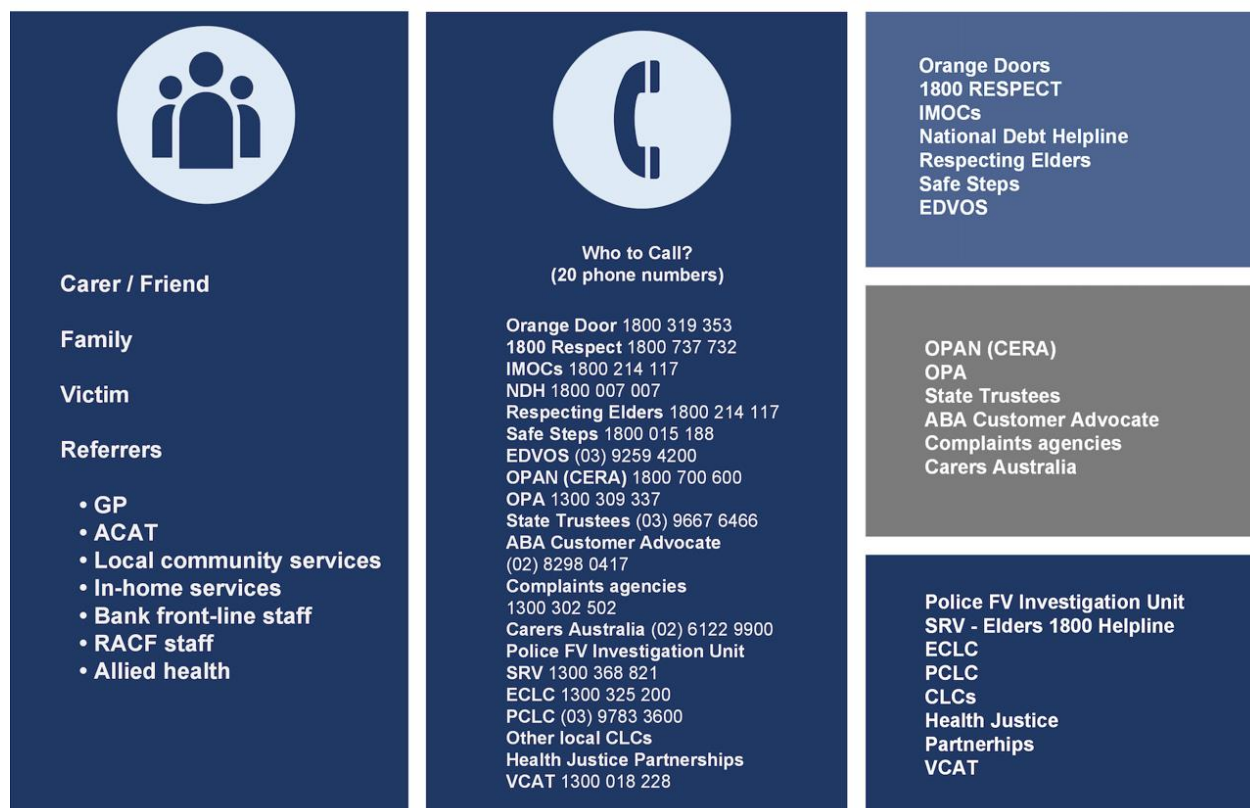 Carer / Friend
Family
Victim
Referrers
• GP
• ACAT
• Local community services
• In-home services
• Bank front-line staff
• RACF staff
• Allied health
Who to Call?
(20 phone numbers)
Orange Door 1800 319 353
1800 Respect 1800 737 732
IMOCs 1800 214 117
NDH 1800 007 007
Respecting Elders 1800 214 117
Safe Steps 1800 015 188
EDVOS (03) 9259 4200
OPAN (CERA) 1800 700 600
OPA 1300 309 337
State Trustees (03) 9667 6466
ABA Customer Advocate
(02) 8298 0417
Complaints agencies
1300 302 502
Carers Australia (02) 6122 9900
Police FV Investigation Unit
SRV 1300 368 821
ECLC 1300 325 200
PCLC (03) 9783 3600
Other local CLCs
Health Justice Partnerships
VCAT 1300 018 228
Orange Doors
1800 RESPECT
IMOCs
National Debt Helpline
Respecting Elders
Safe Steps
EDVOS
OPAN (CERA)
OPA
State Trustees
ABA Customer Advocate
Complaints agencies
Carers Australia
Police FV Investigation Unit
SRV - Elders 1800 Helpline
ECLC
PCLC
CLCs
Health Justice
Partnerhips
VCAT